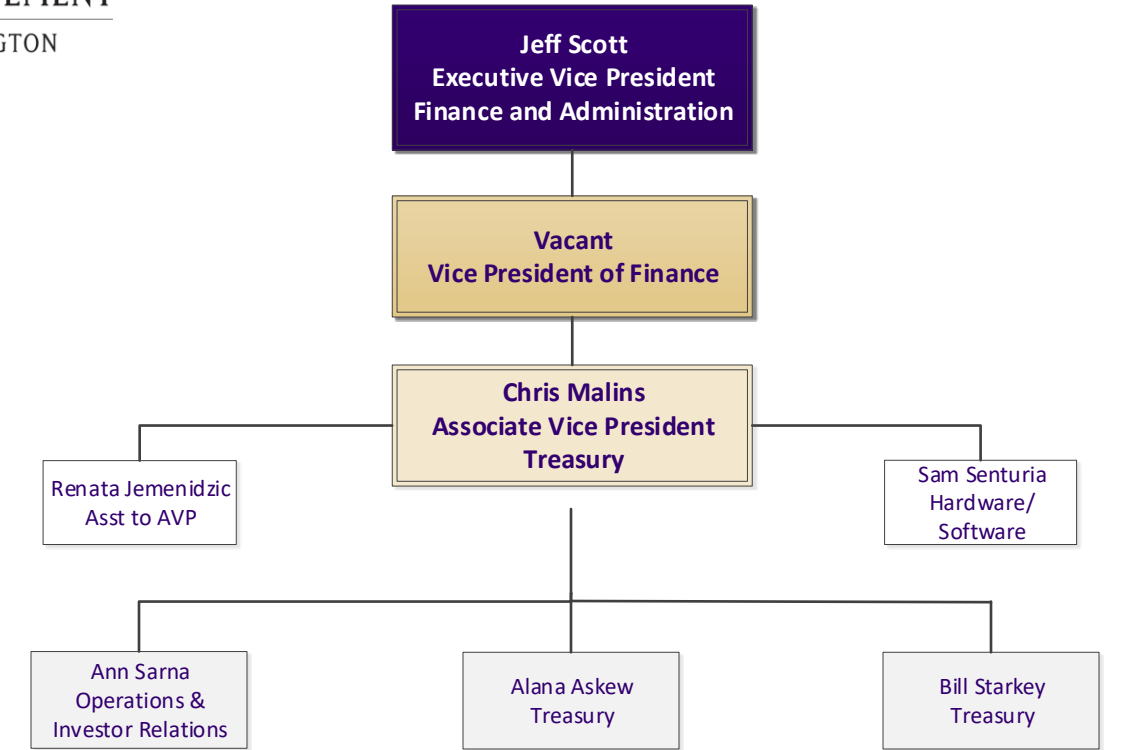 GTON
Jeff Scott
Executive Vice President
Finance and Administration
Vacant
Vice President of Finance
Chris Malins
Associate Vice President
Treasury
Renata Jemenidzic
Asst to AVP
Sam Senturia
Hardware/
Software
Ann Sarna
Operations &
Investor Relations
Alana Askew
Treasury
Bill Starkey
Treasury